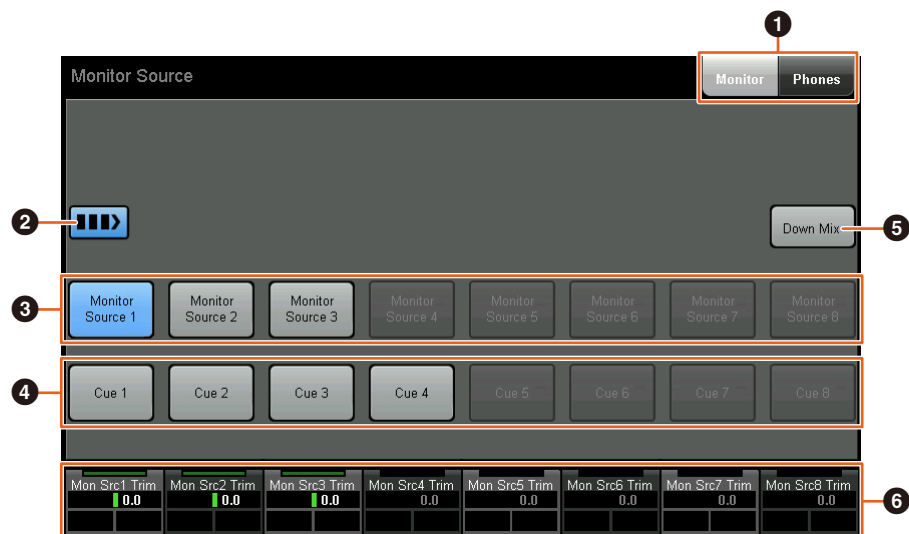 1
Monitor Source
Monitor Phones
2
Down Mix
5
3
Monitor Source 1
Monitor Source 2
Monitor Source 3
Monitor Source 4
Monitor Source 5
Monitor Source 6
Monitor Source 7
Monitor Source 8
4
Cue 1
Cue 2
Cue 3
Cue 4
Cue 5
Cue 6
Cue 7
Cue 8
Mon Src1 Trim
0.0
Mon Src2 Trim
0.0
Mon Src3 Trim
0.0
Mon Src4 Trim
0.0
Mon Src5 Trim
0.0
Mon Src6 Trim
0.0
Mon Src7 Trim
0.0
Mon Src8 Trim
0.0
6